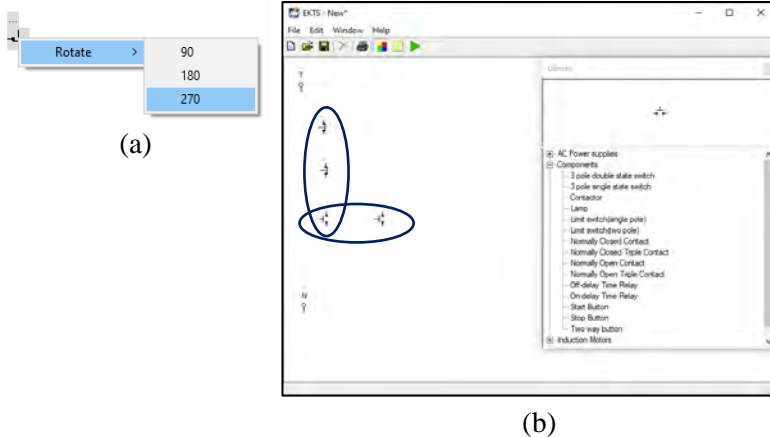 Rotate >
90
180
270
(a)
EKTS - New*
File Edit Window Help
Library
T
N
AC Power supplies
Components
3 pole double state switch
3 pole single state switch
Contactor
Lamp
Limit switch(single pole)
Limit switch(two pole)
Normally Closed Contact
Normally Closed Triple Contact
Normally Open Contact
Normally Open Triple Contact
Off-delay Time Relay
On-delay Time Relay
Start Button
Stop Button
Two way button
Induction Motors
(b)